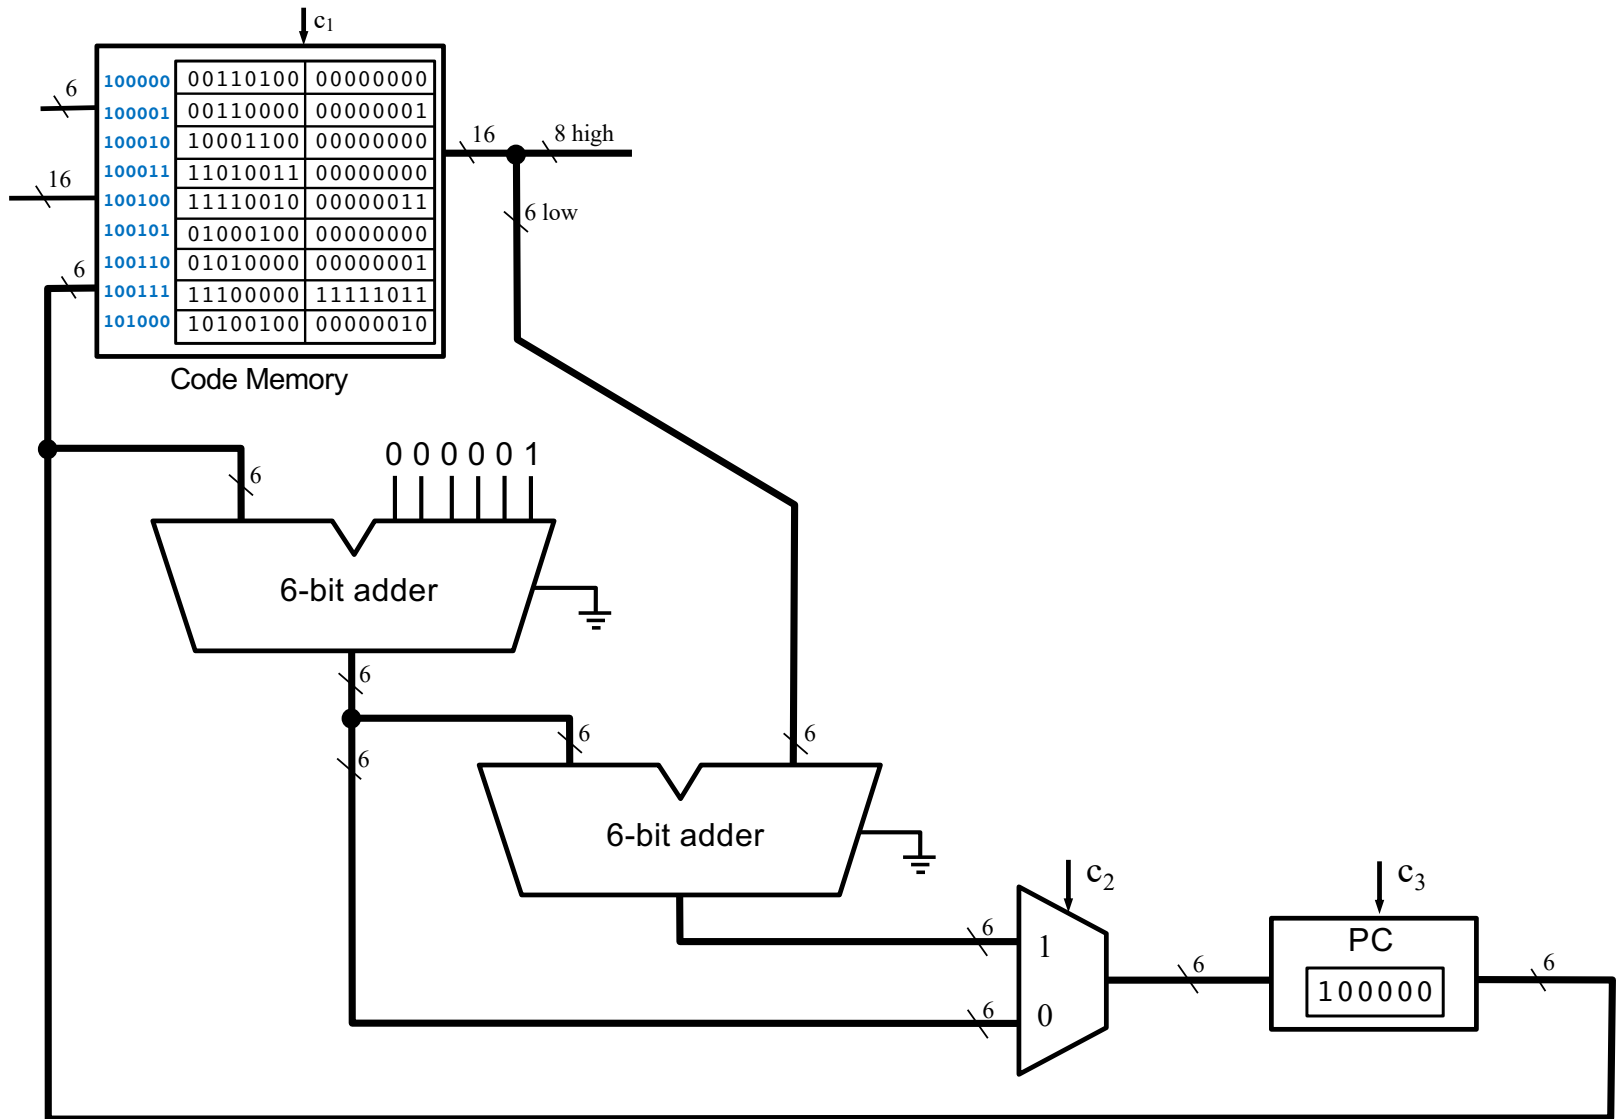 c1
6
100000 00110100 00000000
100001 00110000 00000001
100010 10001100 00000000
16
8 high
100011 11010011 00000000
16
100100 11110010 00000011
6 low
100101 01000100 00000000
100110 01010000 00000001
6
100111 11100000 11111011
101000 10100100 00000010
Code Memory
0 0 0 0 0 1
6
6-bit adder
6
6
6
6
6-bit adder
c2
c3
6
1
PC
6
6
100000
6
0